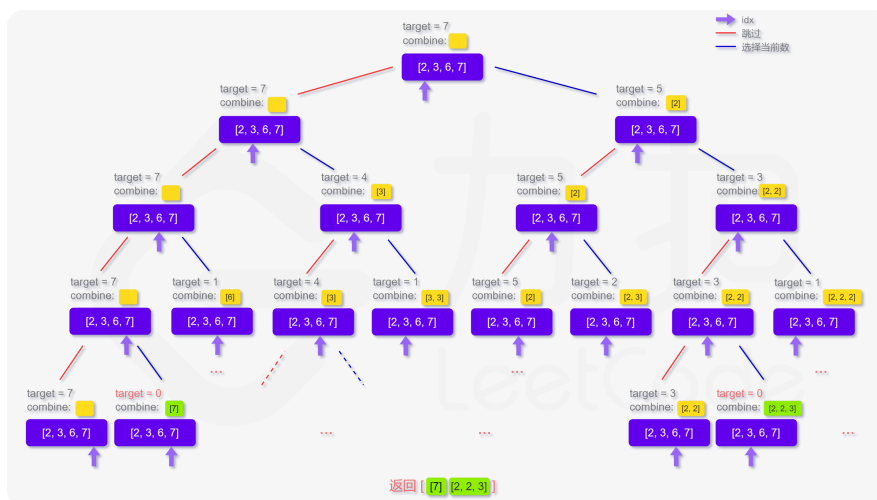 target = 7
combine:
[2, 3, 6, 7]
idx
跳过
选择当前数
target = 7
combine:
[2, 3, 6, 7]
target = 5
combine: [2]
[2, 3, 6, 7]
target = 7
combine:
[2, 3, 6, 7]
target = 4
combine: [3]
[2, 3, 6, 7]
target = 5
combine: [2]
[2, 3, 6, 7]
target = 3
combine: [2, 2]
[2, 3, 6, 7]
target = 7
combine:
[2, 3, 6, 7]
target = 1
combine: [6]
[2, 3, 6, 7]
...
target = 4
combine: [3]
[2, 3, 6, 7]
target = 1
combine: [3, 3]
[2, 3, 6, 7]
target = 5
combine: [2]
[2, 3, 6, 7]
...
target = 2
combine: [2, 3]
[2, 3, 6, 7]
target = 3
combine: [2, 2]
[2, 3, 6, 7]
target = 1
combine: [2, 2, 2]
[2, 3, 6, 7]
...
target = 7
combine:
[2, 3, 6, 7]
target = 0
combine: [7]
[2, 3, 6, 7]
...
...
target = 3
combine: [2, 2]
[2, 3, 6, 7]
target = 0
combine: [2, 2, 3]
[2, 3, 6, 7]
...
返回 [ [7] [2, 2, 3] ]
力扣
LeetCode